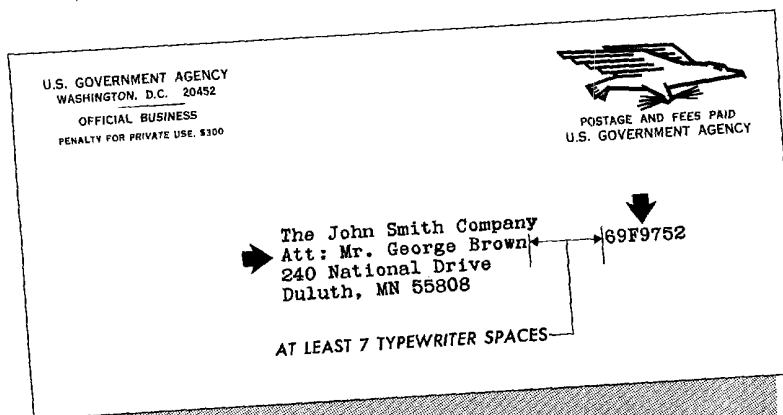 U.S. GOVERNMENT AGENCY
WASHINGTON, D.C. 20452
OFFICIAL BUSINESS
PENALTY FOR PRIVATE USE, $300
POSTAGE AND FEES PAID
U.S. GOVERNMENT AGENCY
The John Smith Company
Att: Mr. George Brown
69F9752
240 National Drive
Duluth, MN 55808
AT LEAST 7 TYPEWRITER SPACES